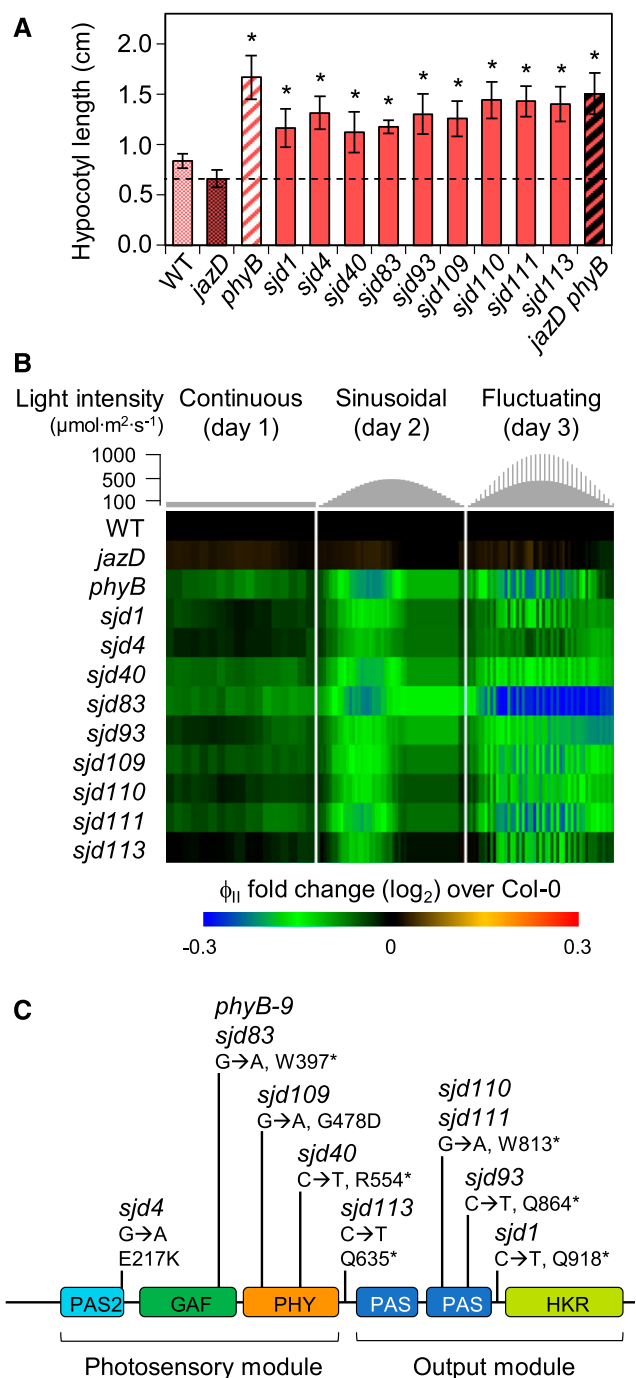 A
Hypocotyl length (cm)
2.0
1.5
1.0
0.5
0.0
* * * * * * * * * * *
WT
jazD
phyB
sjd1
sjd4
sjd40
sjd83
sjd93
sjd109
sjd110
sjd111
sjd113
jazD phyB
B
Light intensity
(µmol·m²·s⁻¹)
Continuous
(day 1)
Sinusoidal
(day 2)
Fluctuating
(day 3)
1000
500
100
WT
jazD
phyB
sjd1
sjd4
sjd40
sjd83
sjd93
sjd109
sjd110
sjd111
sjd113
ϕII fold change (log₂) over Col-0
-0.3 0 0.3
C
phyB-9
sjd83
G→A, W397*
sjd109
G→A, G478D
sjd40
C→T, R554*
sjd4
G→A
E217K
sjd113
C→T
Q635*
sjd110
sjd111
G→A, W813*
sjd93
C→T, Q864*
sjd1
C→T, Q918*
PAS2 GAF PHY PAS PAS HKR
Photosensory module Output module